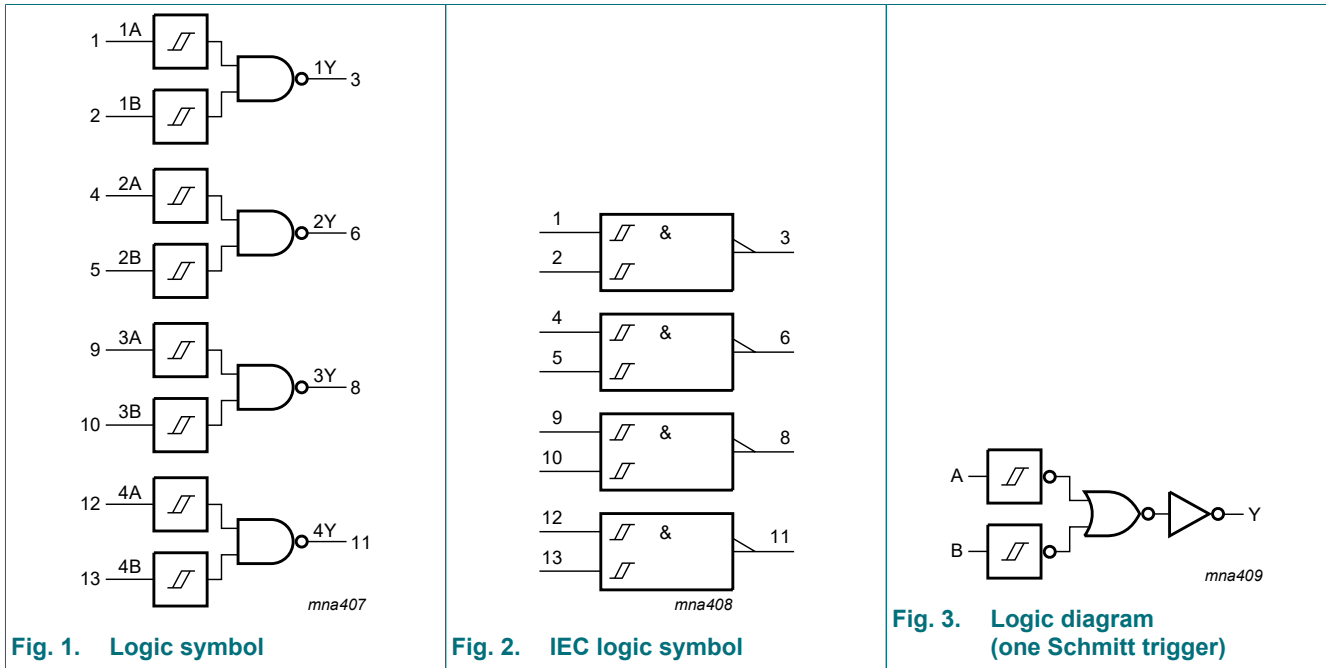 1 1A
1Y 3
2 1B
4 2A
2Y 6
5 2B
9 3A
3Y 8
10 3B
12 4A
4Y 11
13 4B
mna407
Fig. 1. Logic symbol
1 & 3
2
4 & 6
5
9 & 8
10
12 & 11
13
mna408
Fig. 2. IEC logic symbol
A
Y
B
mna409
Fig. 3. Logic diagram
(one Schmitt trigger)